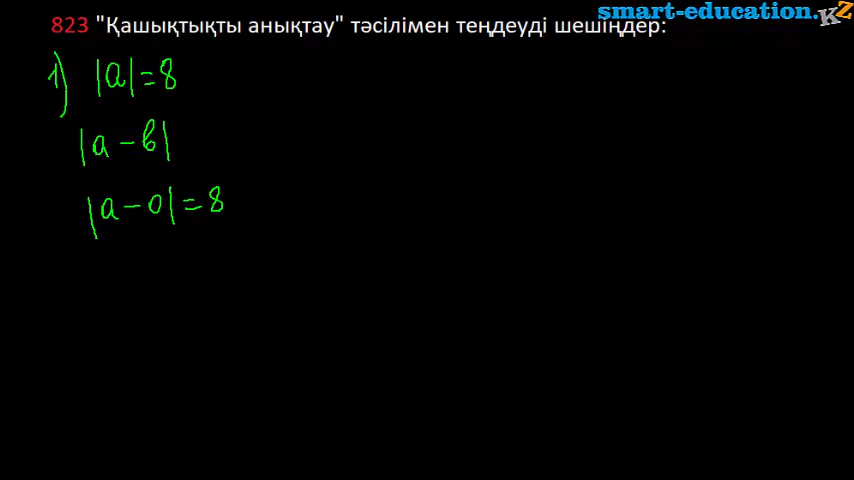 smart-education.KZ
823 "Қашықтықты анықтау" тәсілімен теңдеуді шешіңдер:
1) |a|=8
|a-в|
|a-0|=8